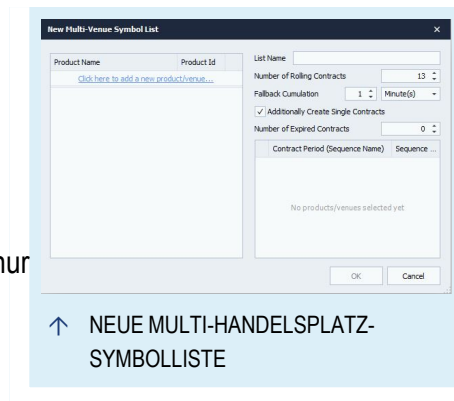 New Multi-Venue Symbol List
Product Name Product Id
Click here to add a new product/venue...
List Name
Number of Rolling Contracts 13
Fallback Cumulation 1 Minute(s)
Additionally Create Single Contracts
Number of Expired Contracts 0
Contract Period (Sequence Name) Sequence ...
No products/venues selected yet
OK Cancel
nur
↑ NEUE MULTI-HANDELSPLATZ-
SYMBOLLISTE